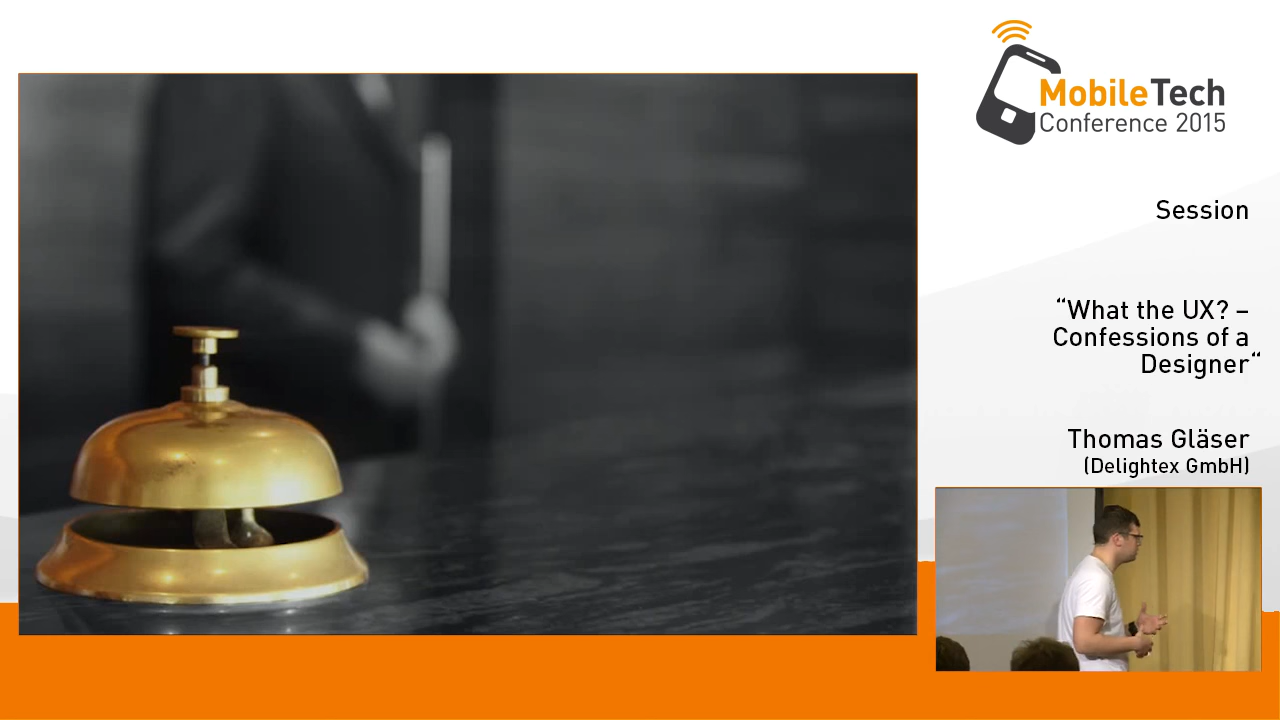 MobileTech
Conference 2015
Session
“What the UX? –
Confessions of a
Designer“
Thomas Gläser
(Delightex GmbH)